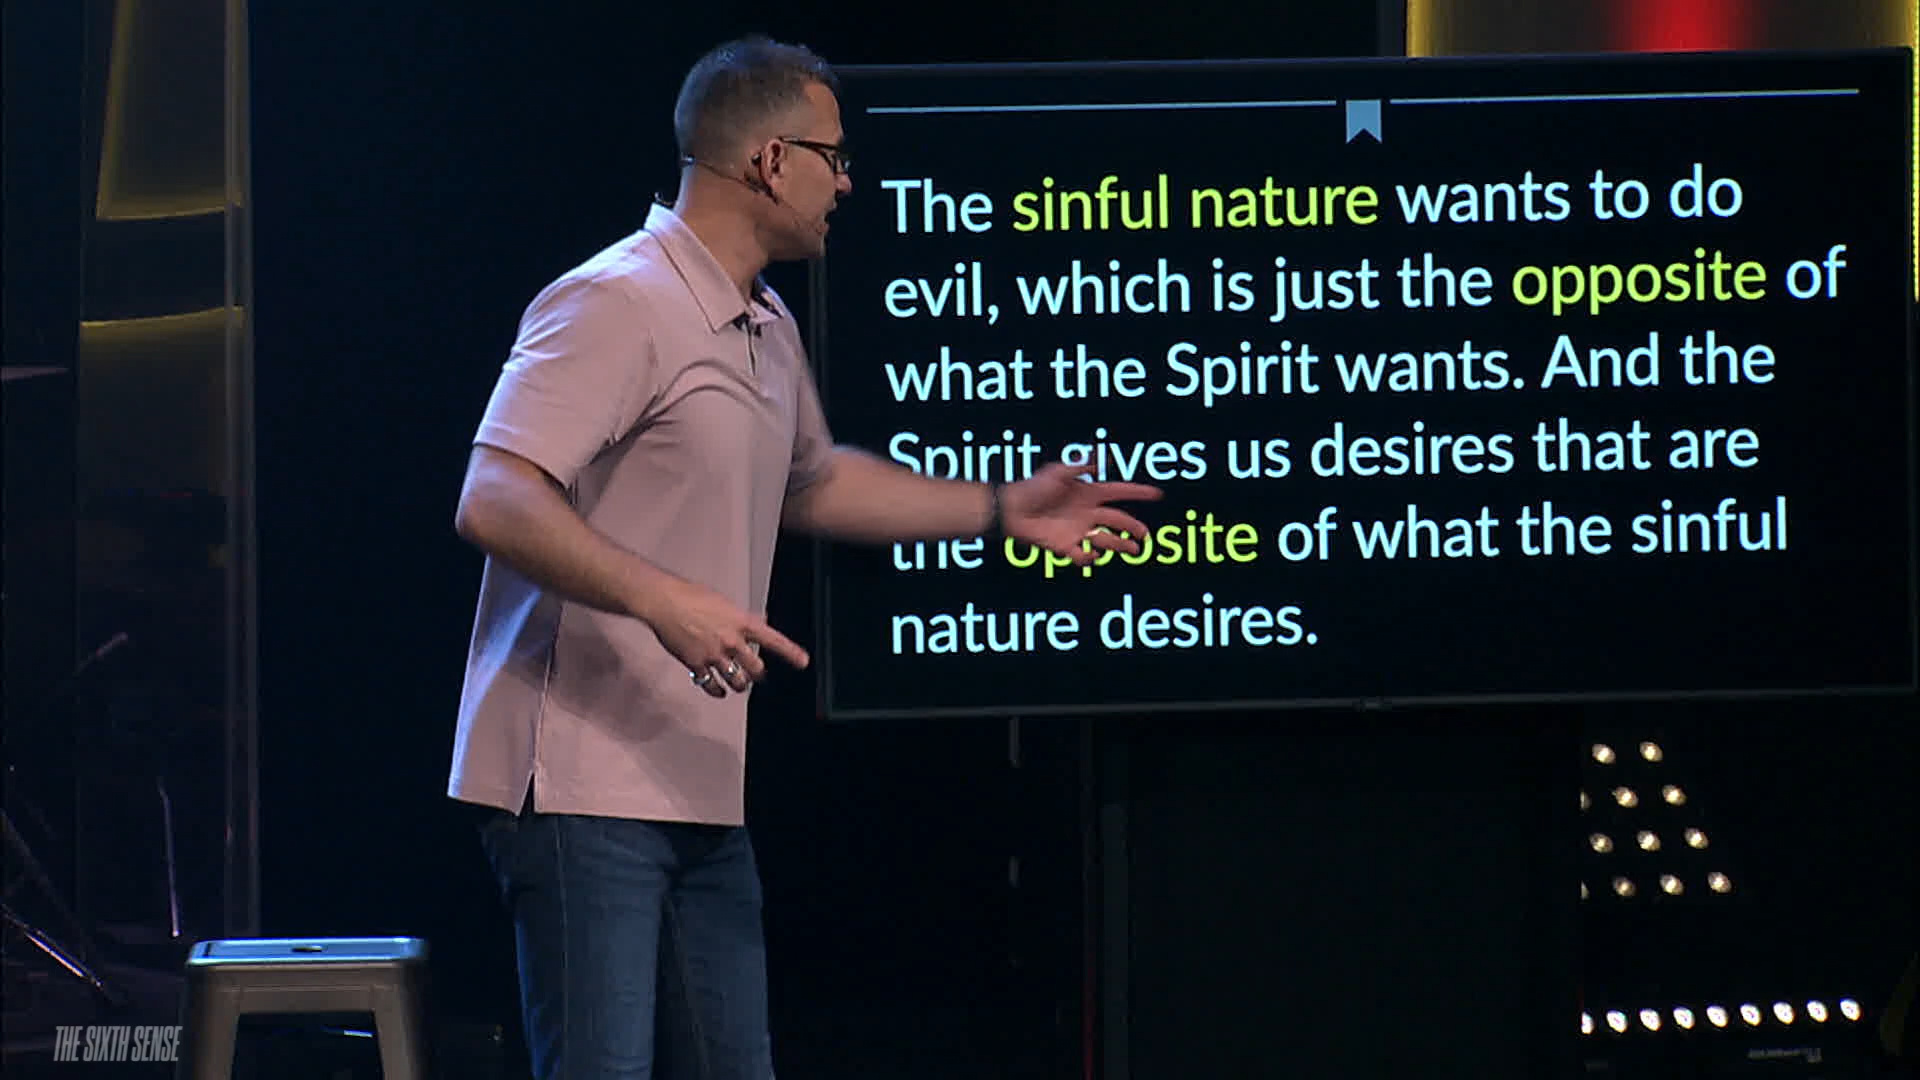 The sinful nature wants to do
evil, which is just the opposite of
what the Spirit wants. And the
Spirit gives us desires that are
the opposite of what the sinful
nature desires.
THE SIXTH SENSE